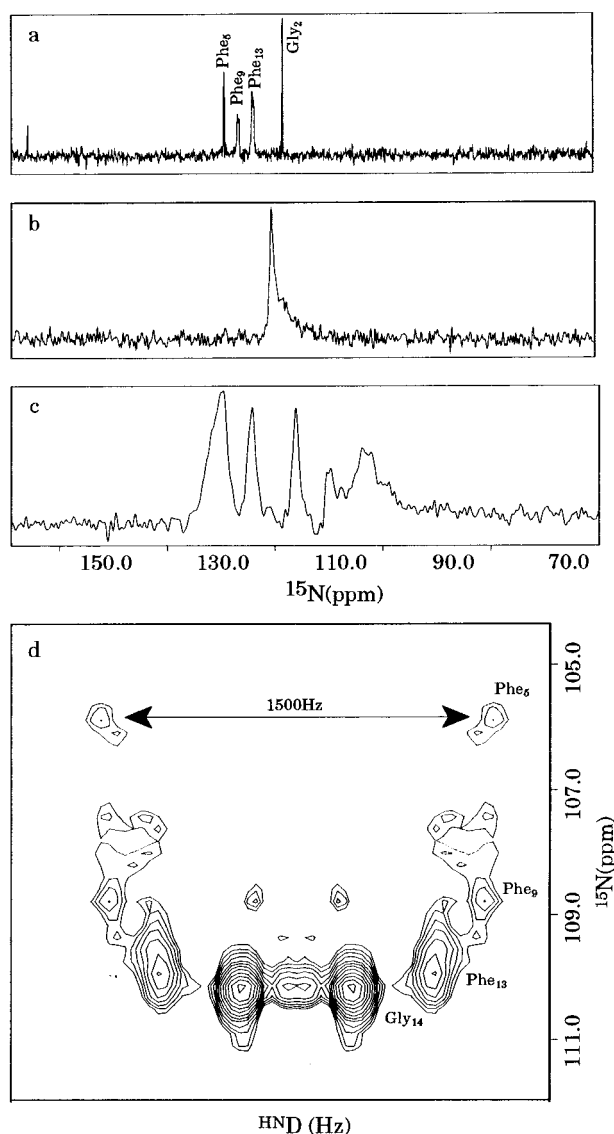 a
Phe5
Phe9
Phe13
Gly2
b
c
150.0 130.0 110.0 90.0 70.0
15N(ppm)
d
1500Hz
Phe5
105.0
107.0
15N(ppm)
Phe9
109.0
Phe13
Gly14
111.0
HND (Hz)